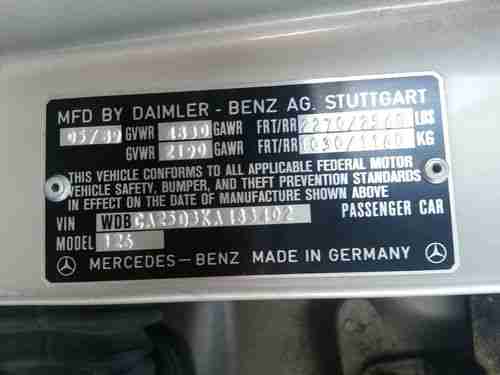 MFD BY DAIMLER - BENZ AG. STUTTGART
05/89 GVWR 4830 GAWR FRT/RR 2270/2560 LBS
GVWR 2190 GAWR FRT/RR 1030/1160 KG
THIS VEHICLE CONFORMS TO ALL APPLICABLE FEDERAL MOTOR
VEHICLE SAFETY, BUMPER, AND THEFT PREVENTION STANDARDS
IN EFFECT ON THE DATE OF MANUFACTURE SHOWN ABOVE
VIN PASSENGER CAR
MODEL 126
MERCEDES-BENZ MADE IN GERMANY